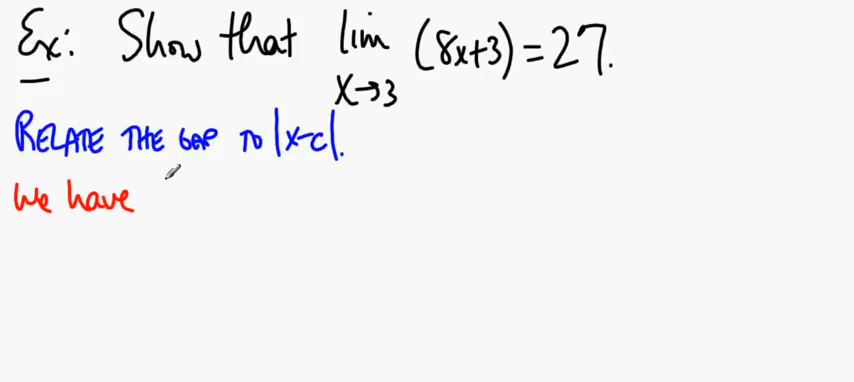 Ex: Show that lim (8x+3) = 27.
x→3
RELATE THE GAP TO |x-c|.
We have